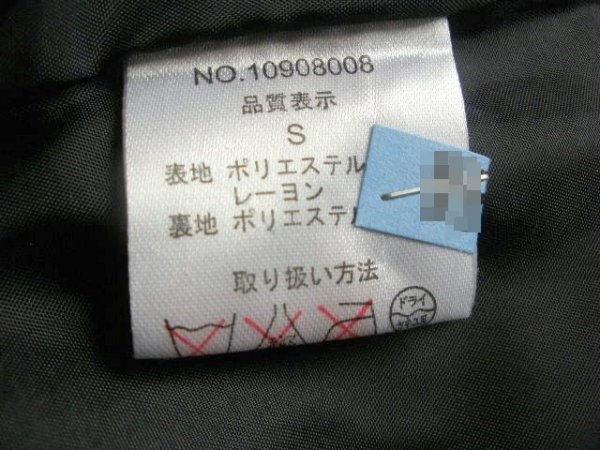 NO.10908008
品質表示
S
表地 ポリエステル
レーヨン
裏地 ポリエステル
取り扱い方法
ドライ